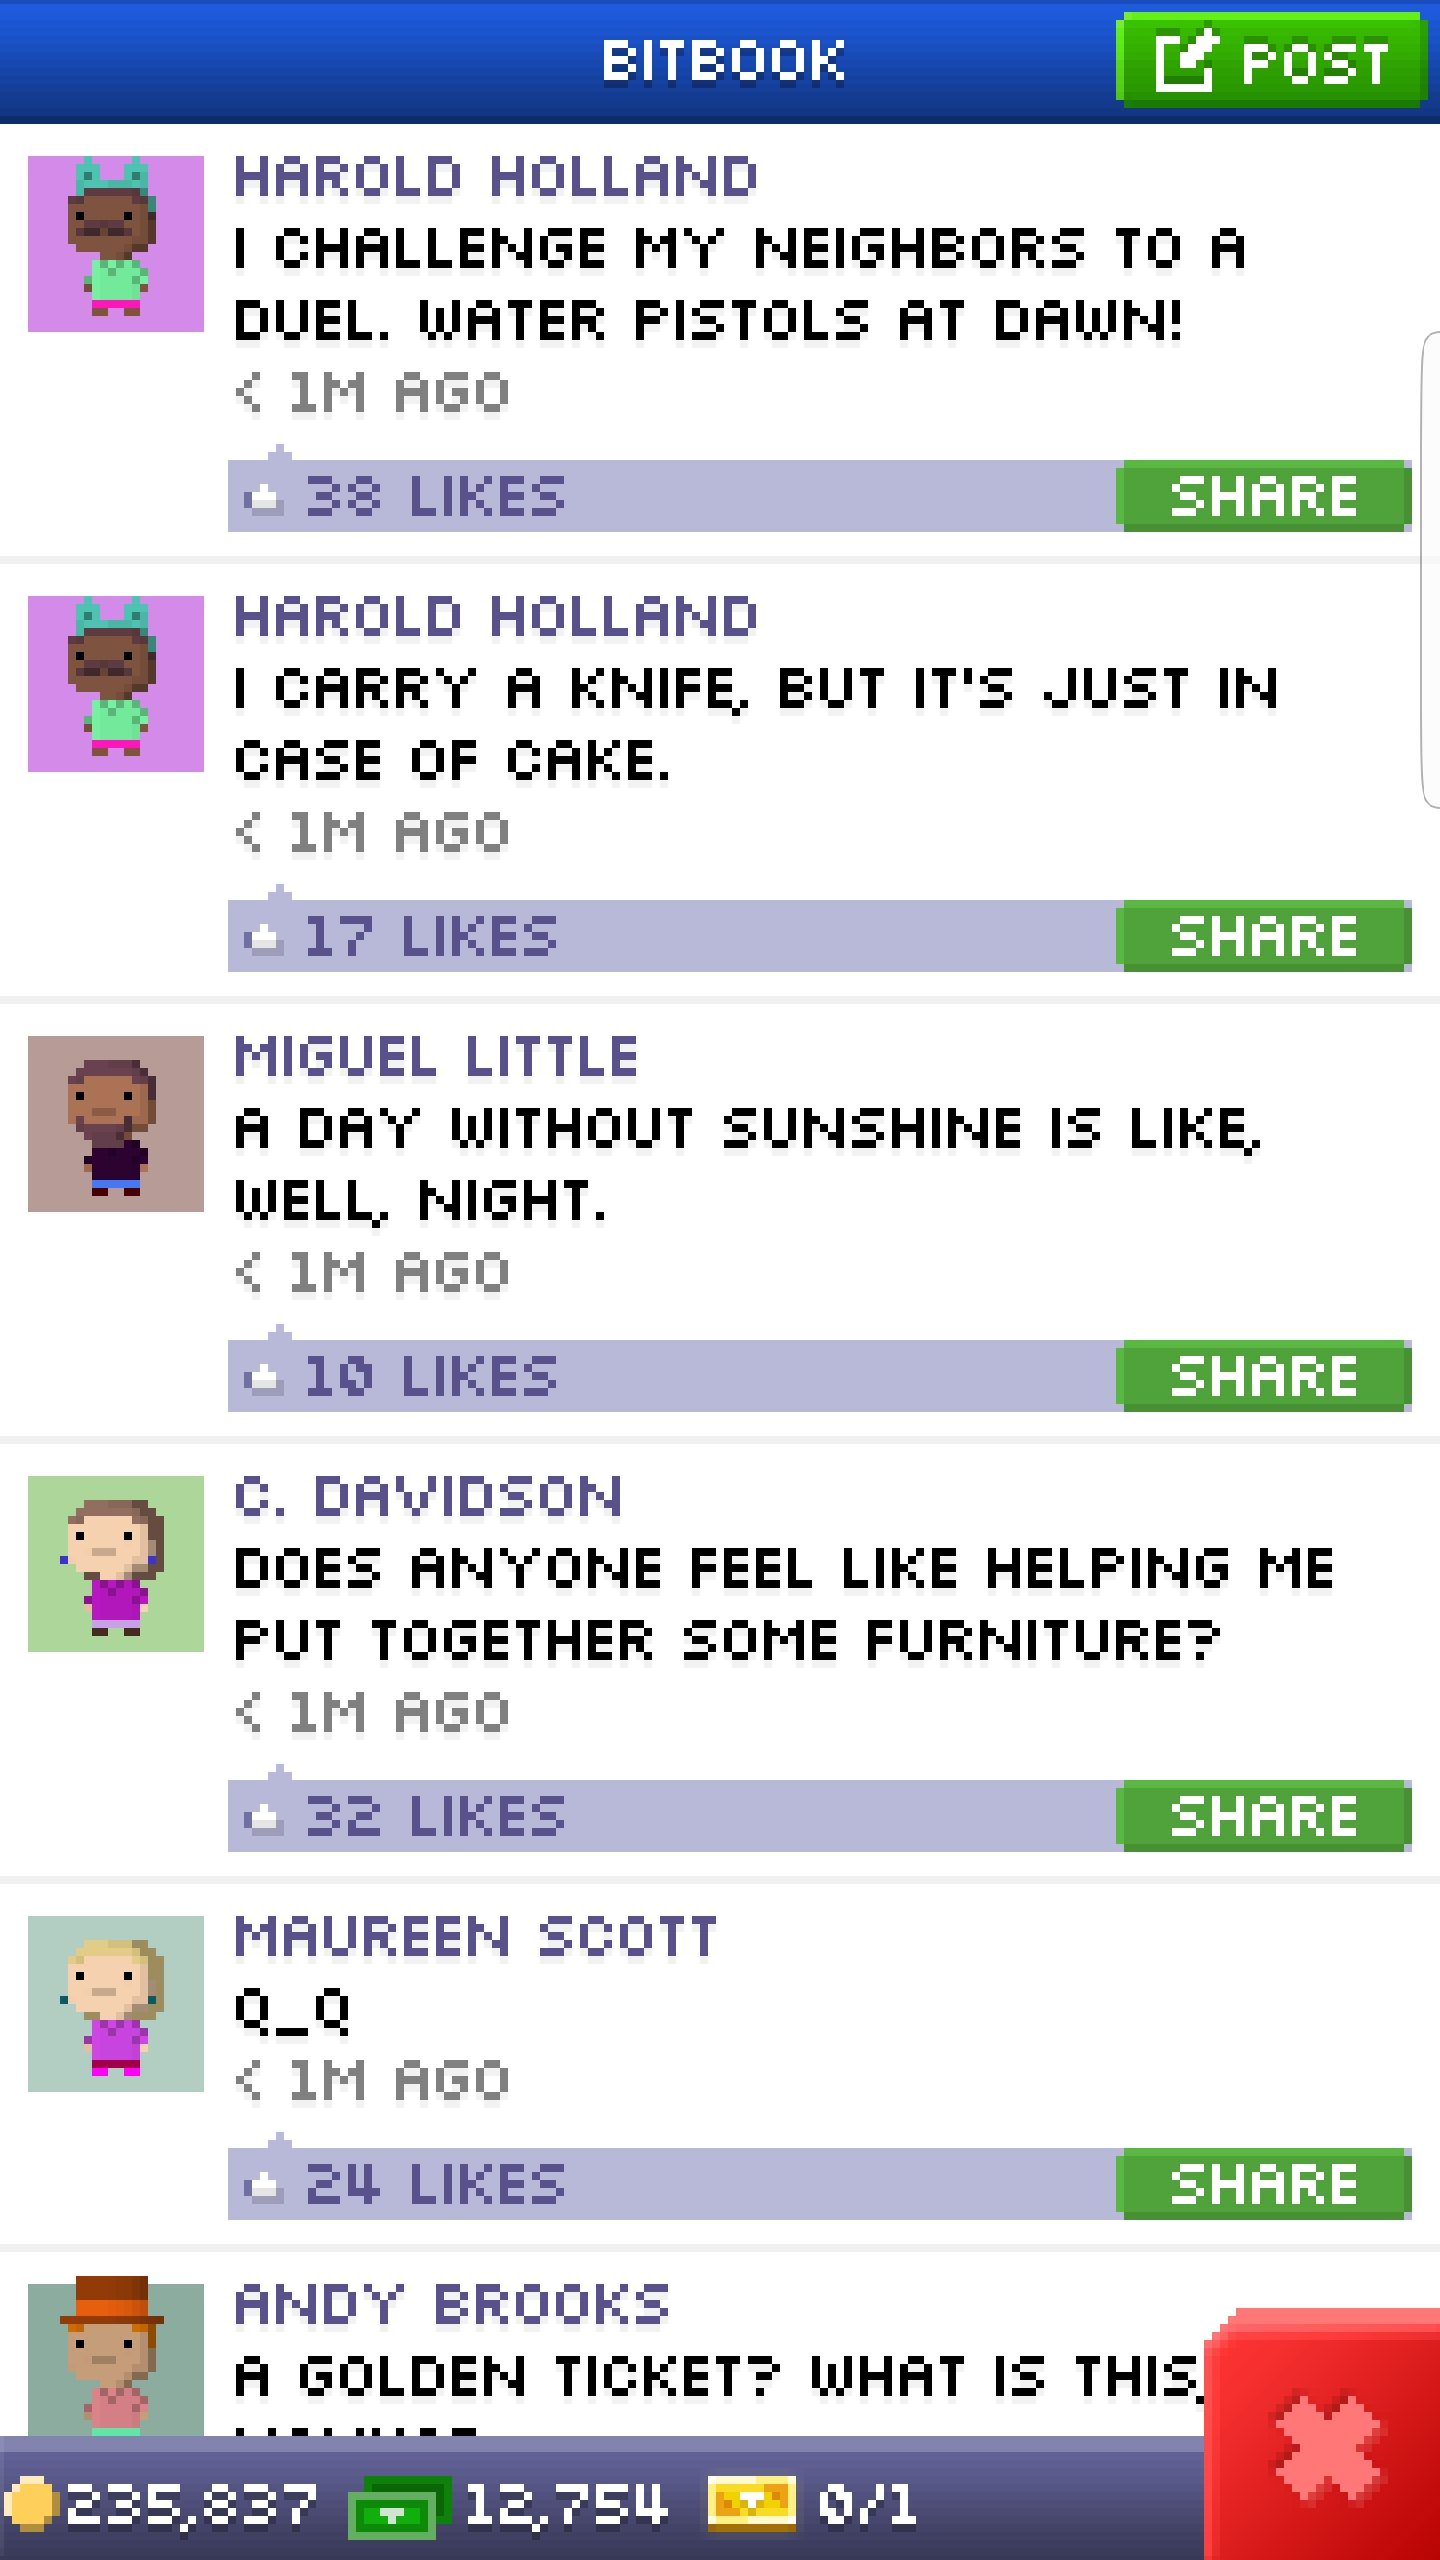 BITBOOK
POST
HAROLD HOLLAND
I CHALLENGE MY NEIGHBORS TO A
DUEL. WATER PISTOLS AT DAWN!
< 1M AGO
38 LIKES
SHARE
HAROLD HOLLAND
I CARRY A KNIFE, BUT IT'S JUST IN
CASE OF CAKE.
< 1M AGO
17 LIKES
SHARE
MIGUEL LITTLE
A DAY WITHOUT SUNSHINE IS LIKE,
WELL, NIGHT.
< 1M AGO
10 LIKES
SHARE
C. DAVIDSON
DOES ANYONE FEEL LIKE HELPING ME
PUT TOGETHER SOME FURNITURE?
< 1M AGO
32 LIKES
SHARE
MAUREEN SCOTT
Q_Q
< 1M AGO
24 LIKES
SHARE
ANDY BROOKS
A GOLDEN TICKET? WHAT IS THIS,
235,837
12,754
0/1